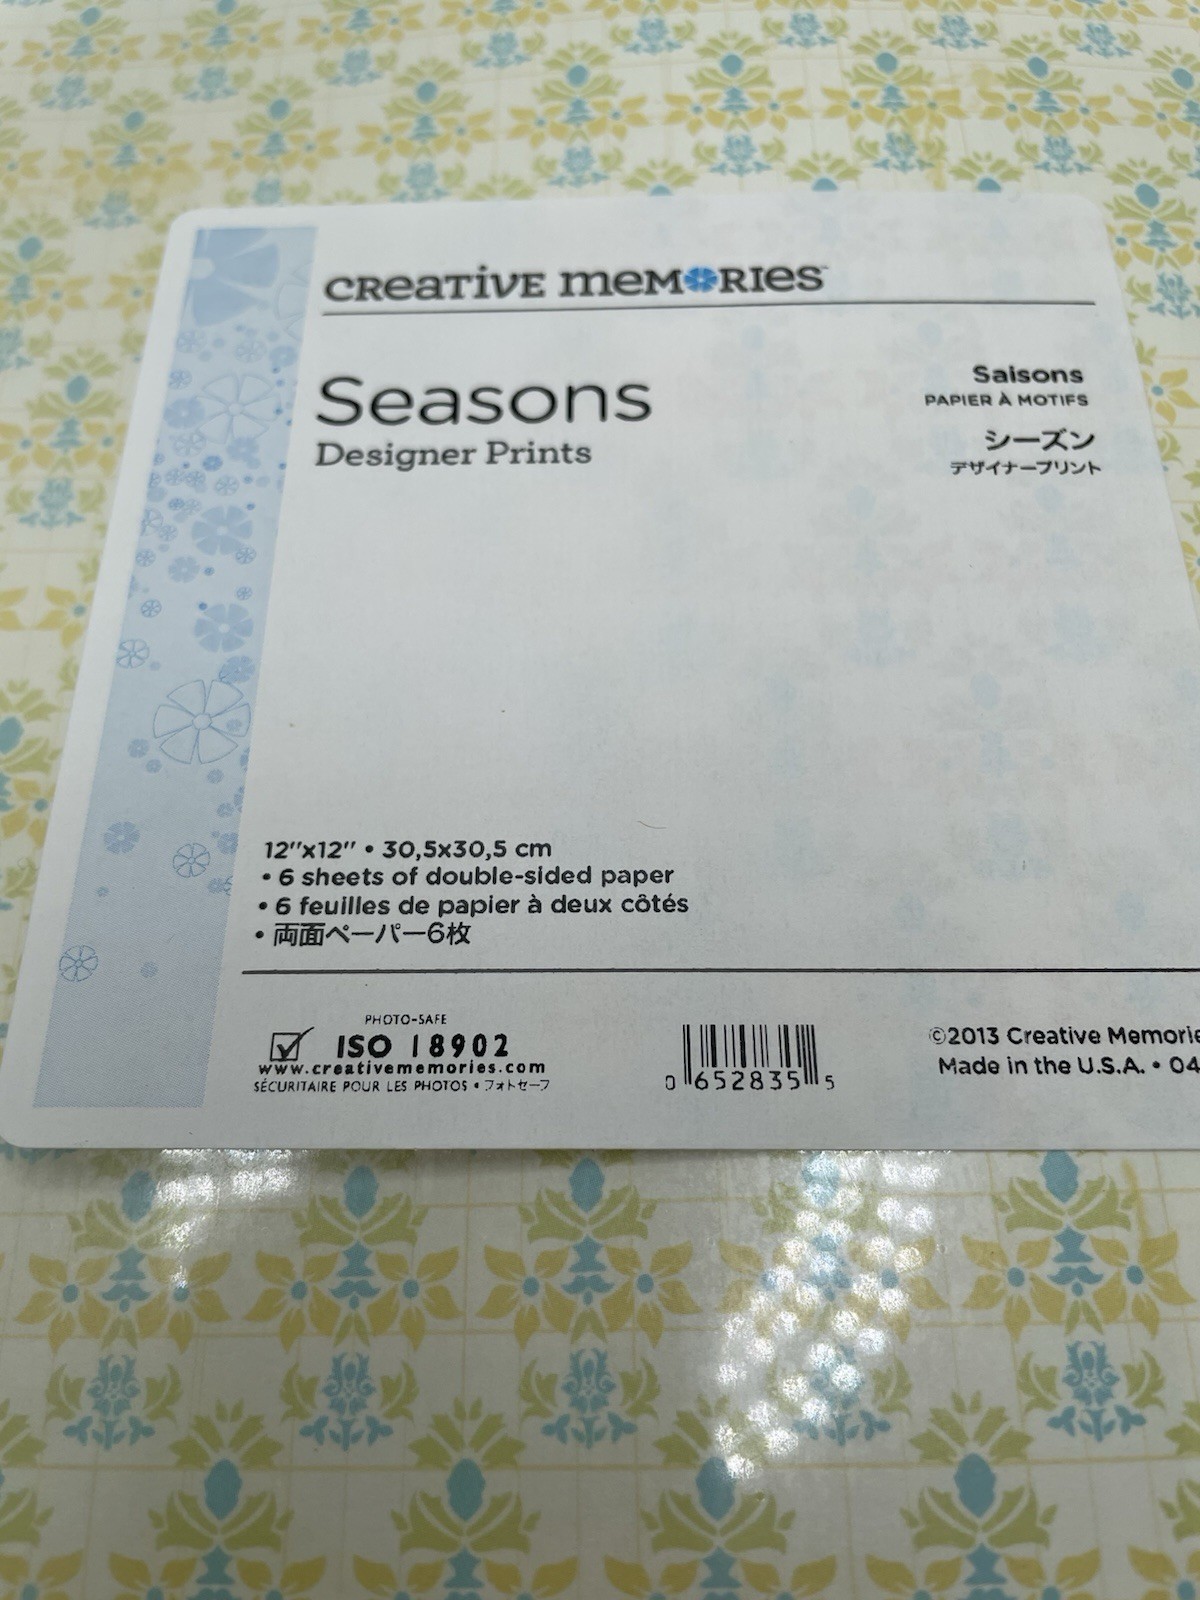 CREATIVE MEMORIES™
Seasons
Designer Prints
Saisons
PAPIER À MOTIFS
シーズン
デザイナープリント
12"x12" • 30,5x30,5 cm
• 6 sheets of double-sided paper
• 6 feuilles de papier à deux côtés
• 両面ペーパー6枚
PHOTO-SAFE
ISO 18902
www.creativememories.com
SÉCURITAIRE POUR LES PHOTOS • フォトセーフ
0 652835 5
©2013 Creative
Made in the U.S.A. •